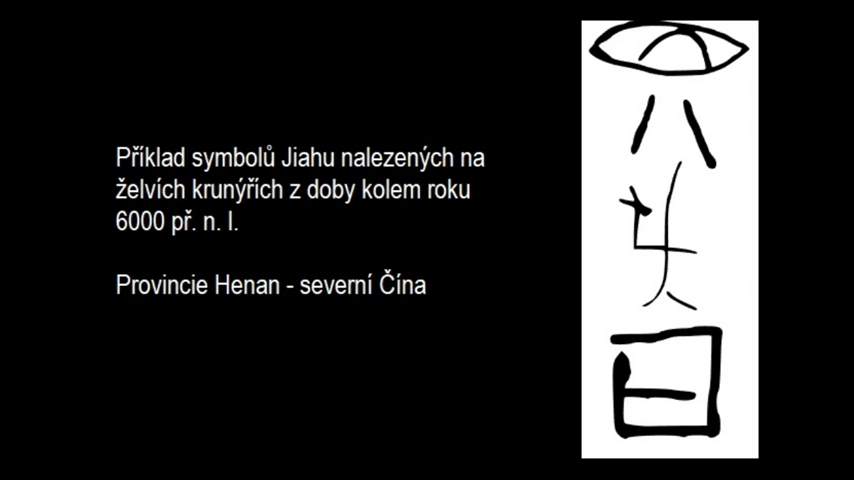 Příklad symbolů Jiahu nalezených na
želvích krunýřích z doby kolem roku
6000 př. n. l.
Provincie Henan - severní Čína